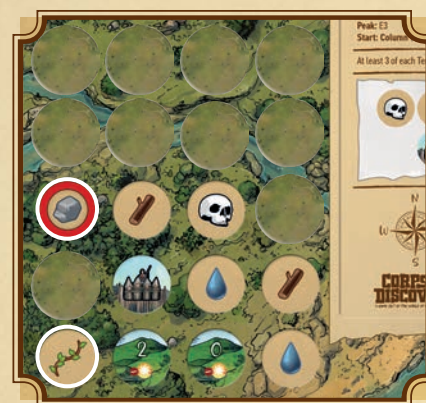 Peak: E3
Start: Column
At least 3 of each Te
N
W
S
CORPS
DISCOV
2
0